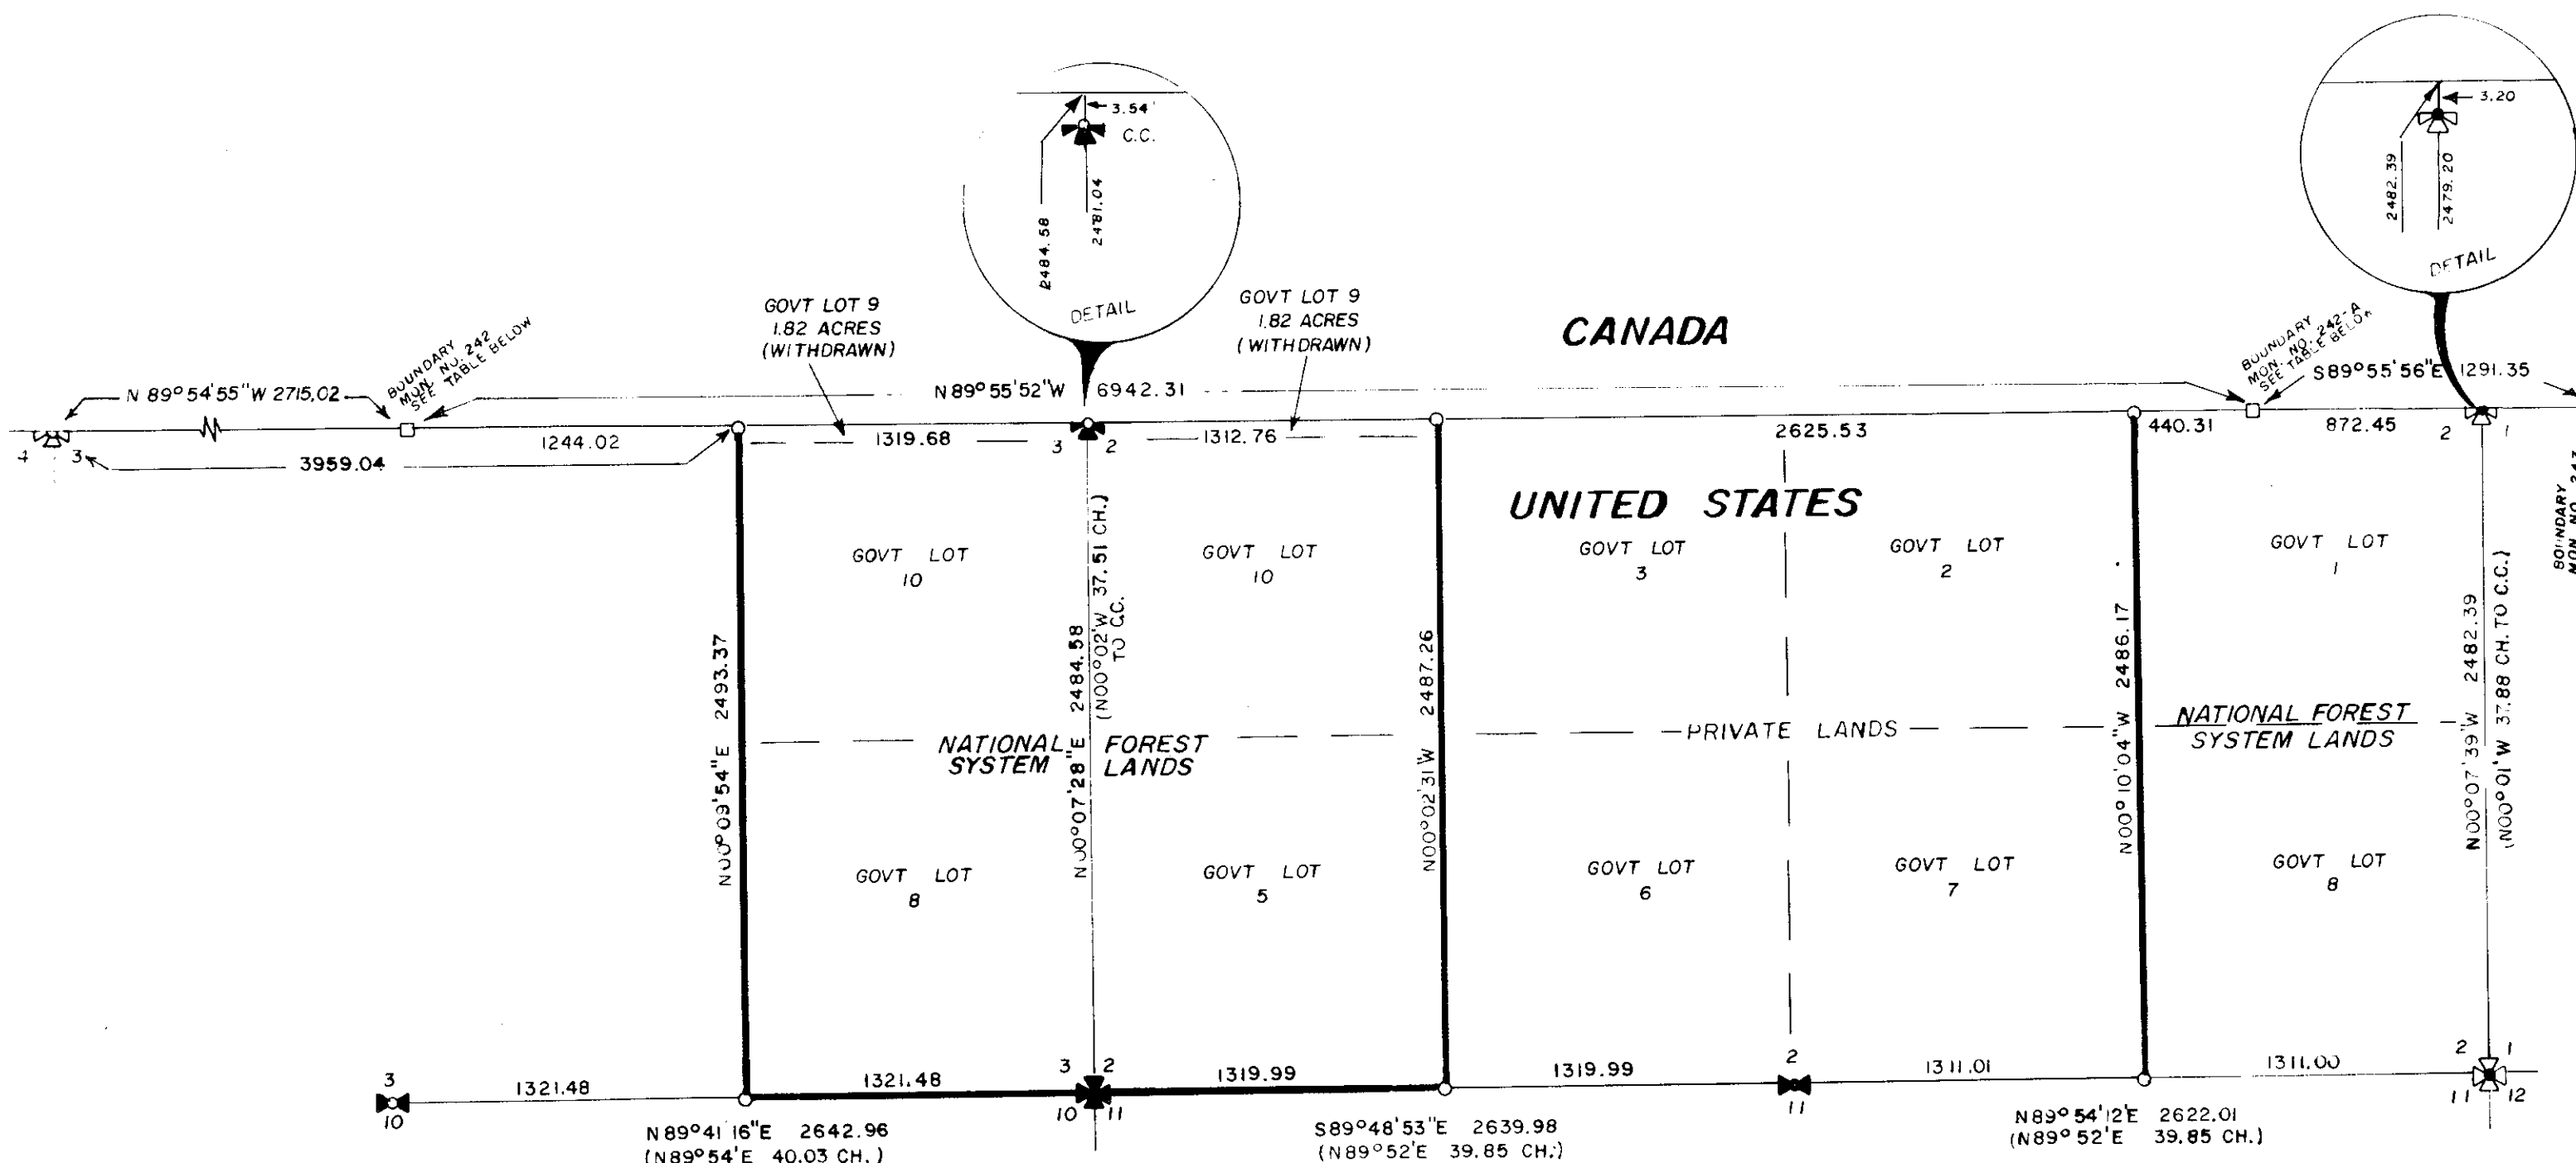 3.54'
C.C.
2484.58
2481.04
DETAIL
3.20
2482.39
2479.20
DETAIL
GOVT LOT 9
1.82 ACRES
(WITHDRAWN)
GOVT LOT 9
1.82 ACRES
(WITHDRAWN)
CANADA
BOUNDARY
MON. NO. 242
SEE TABLE BELOW
BOUNDARY
MON. NO. 242-A
SEE TABLE BELOW
N 89°54'55"W 2715.02
N 89°55'52"W 6942.31
S89°55'56"E 1291.35
1244.02
1319.68
1312.76
2625.53
440.31
872.45
4 3
3959.04
3 2
2 1
BOUNDARY
MON. NO. 243
UNITED STATES
GOVT LOT
10
GOVT LOT
10
GOVT LOT
3
GOVT LOT
2
GOVT LOT
1
N00°09'54"E 2493.37
N00°07'28"E 2484.58
(N00°02'W 37.51 CH.)
TO C.C.
N00°02'31"W 2487.26
N00°10'04"W 2486.17
N00°07'39"W 2482.39
(N00°01'W 37.88 CH. TO C.C.)
NATIONAL FOREST
SYSTEM LANDS
PRIVATE LANDS
NATIONAL FOREST
SYSTEM LANDS
GOVT LOT
8
GOVT LOT
5
GOVT LOT
6
GOVT LOT
7
GOVT LOT
8
3
10
1321.48
1321.48
3 2
10 11
1319.99
1319.99
2
11
1311.01
1311.00
2 1
11 12
N89°41'16"E 2642.96
(N89°54'E 40.03 CH.)
S89°48'53"E 2639.98
(N89°52'E 39.85 CH.)
N89°54'12"E 2622.01
(N89°52'E 39.85 CH.)